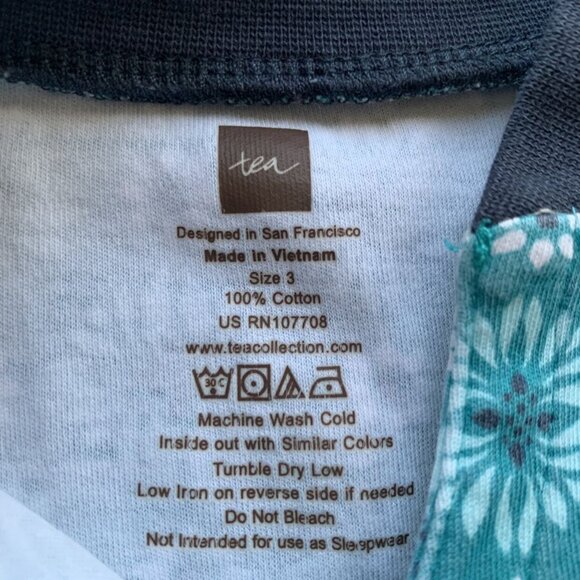 tea
Designed in San Francisco
Made in Vietnam
Size 3
100% Cotton
US RN107708
www.teacollection.com
30 C
Machine Wash Cold
Inside out with Similar Colors
Tumble Dry Low
Low Iron on reverse side if needed
Do Not Bleach
Not Intended for use as Sleepwear